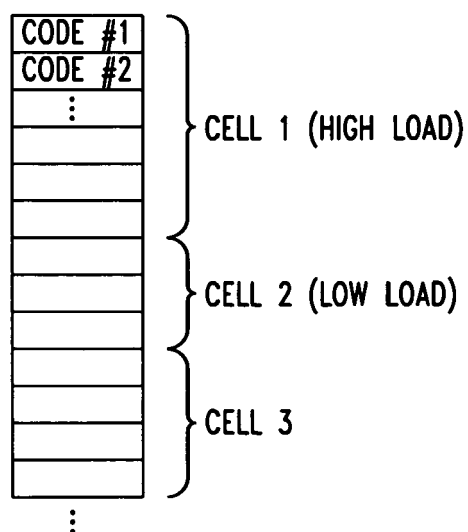 CODE #1
CODE #2
⋮
CELL 1 (HIGH LOAD)
CELL 2 (LOW LOAD)
CELL 3
⋮